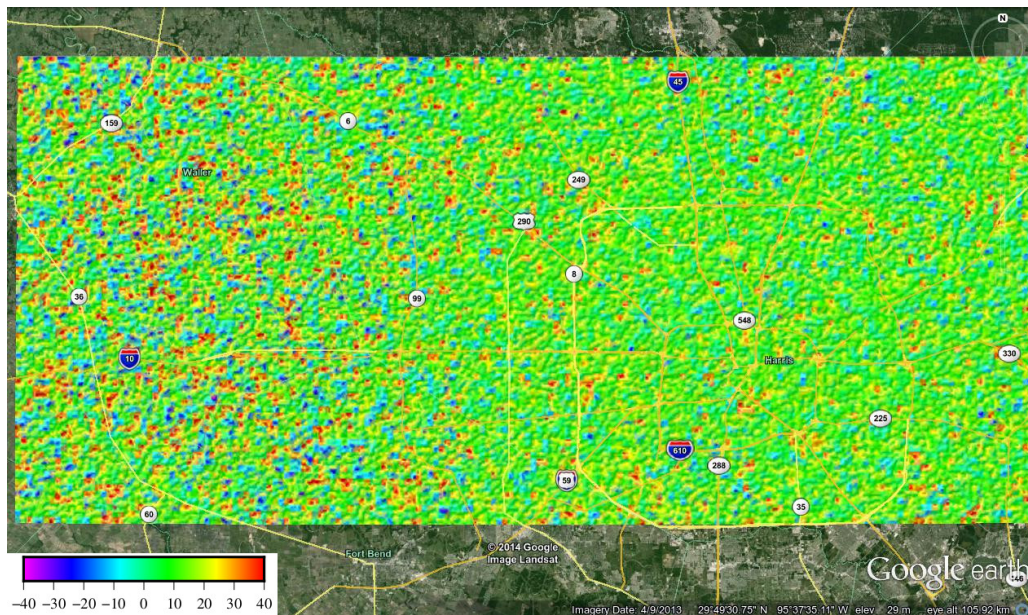 N
45
159
6
Waller
249
290
8
36
99
548
10
Harris
330
225
610
288
59
35
60
Fort Bend
© 2014 Google
Image Landsat
Google earth
−40 −30 −20 −10 0 10 20 30 40
Imagery Date: 4/9/2013 29°49'30.75" N 95°37'35.11" W elev 29 m eye alt 105.92 km